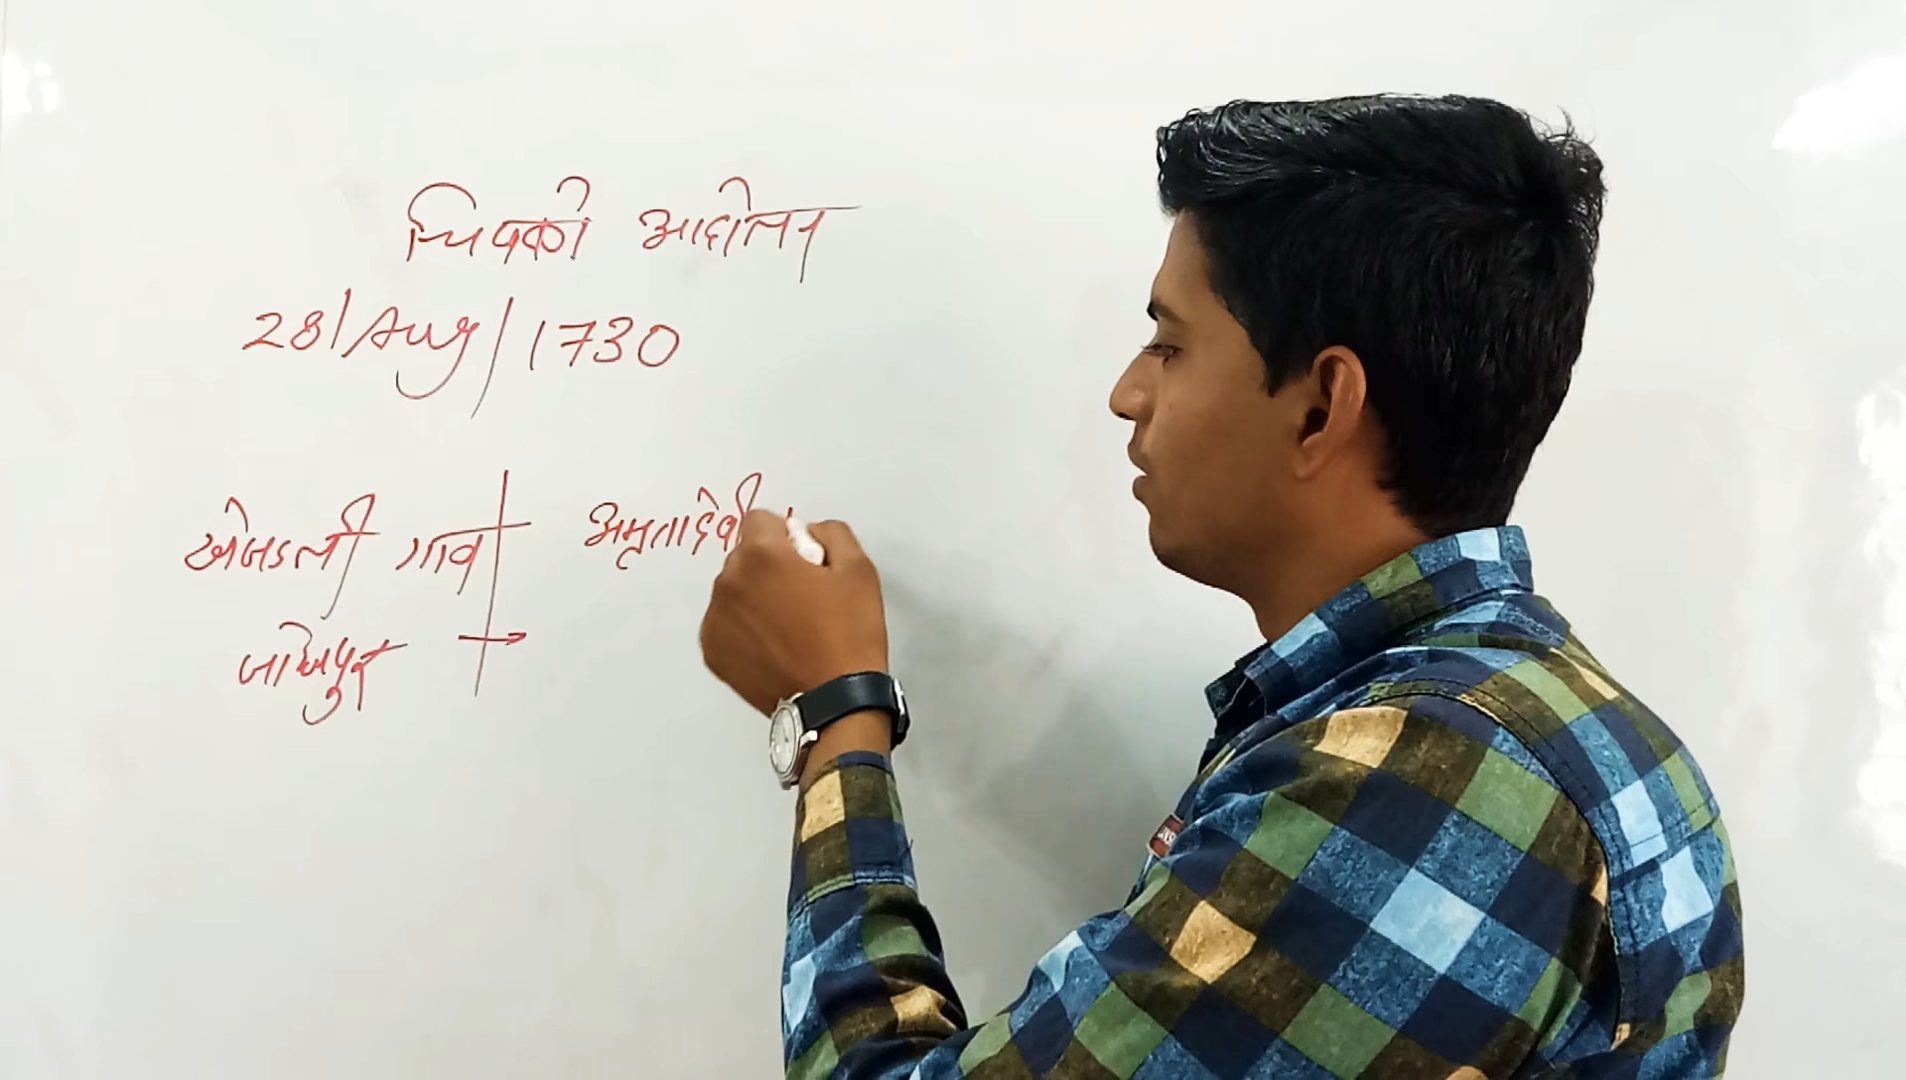 चिपको आदोलन
28/Aug/1730
खेजडली गाव अमृतादेवी
जोधपुर →